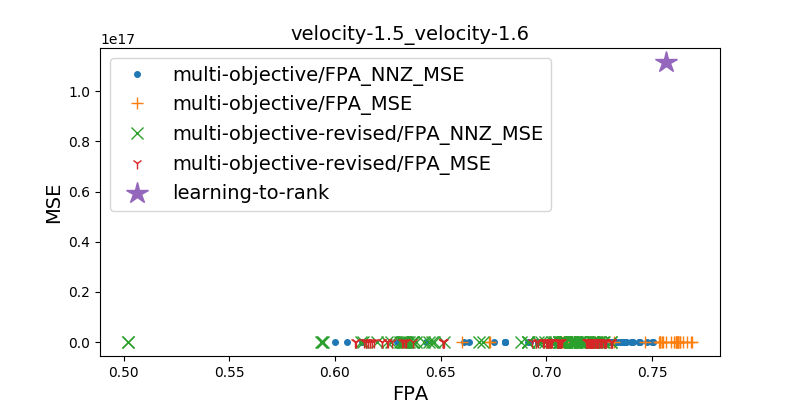 velocity-1.5_velocity-1.6
1e17
multi-objective/FPA_NNZ_MSE
multi-objective/FPA_MSE
multi-objective-revised/FPA_NNZ_MSE
multi-objective-revised/FPA_MSE
learning-to-rank
MSE
1.0
0.8
0.6
0.4
0.2
0.0
0.50 0.55 0.60 0.65 0.70 0.75
FPA